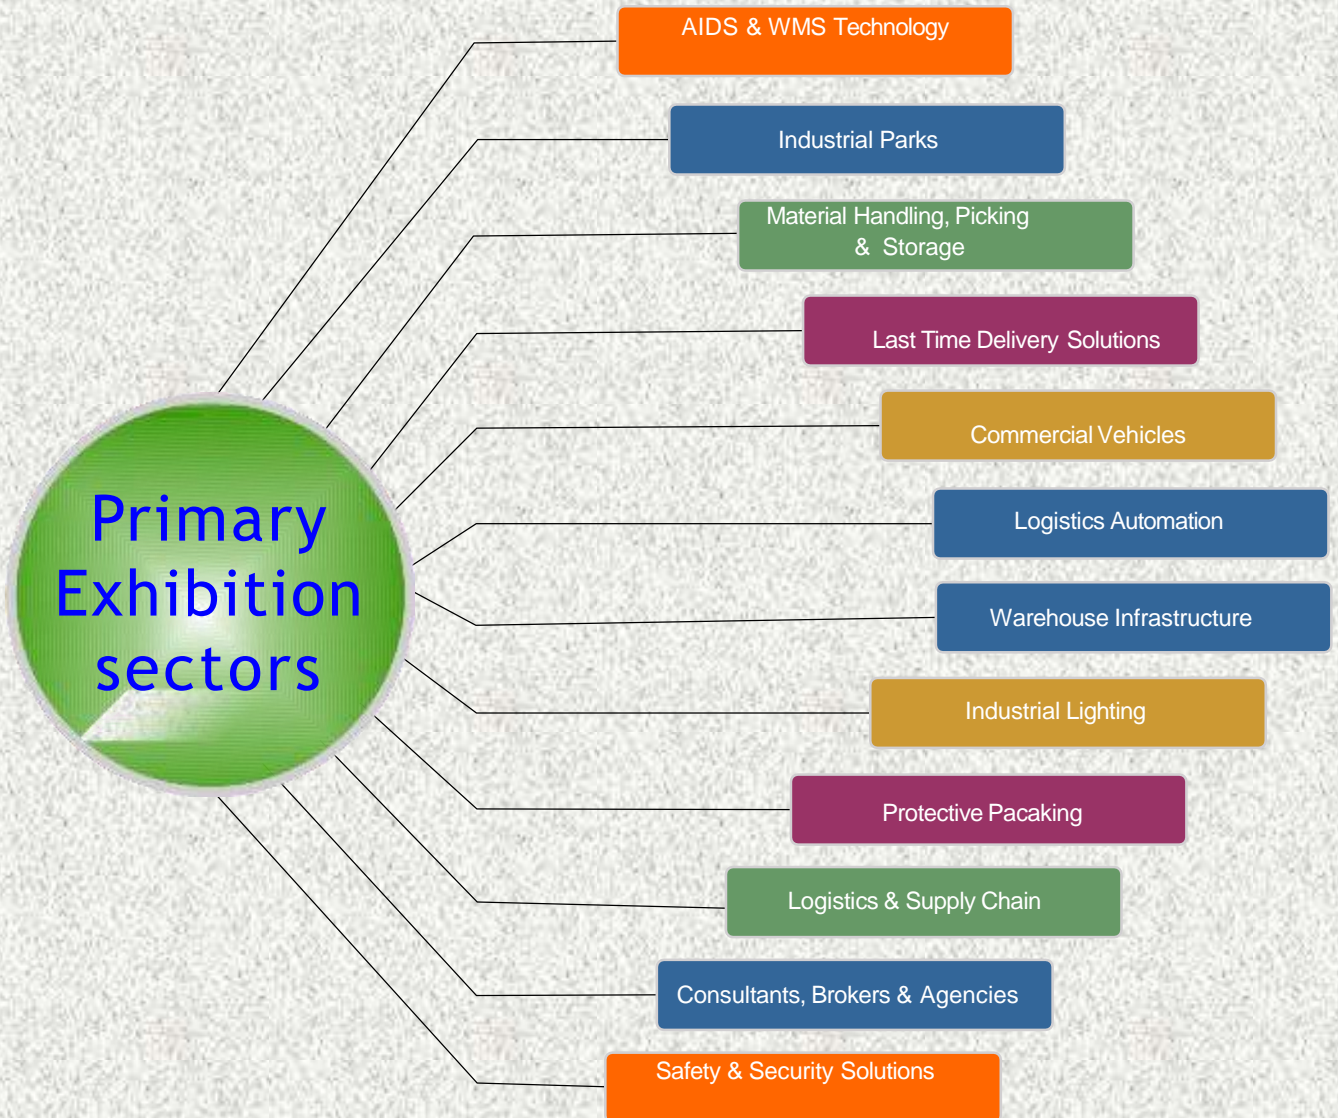 AIDS & WMS Technology
Industrial Parks
Material Handling, Picking
& Storage
Last Time Delivery Solutions
Commercial Vehicles
Primary
Exhibition
sectors
Logistics Automation
Warehouse Infrastructure
Industrial Lighting
Protective Pacaking
Logistics & Supply Chain
Consultants, Brokers & Agencies
Safety & Security Solutions